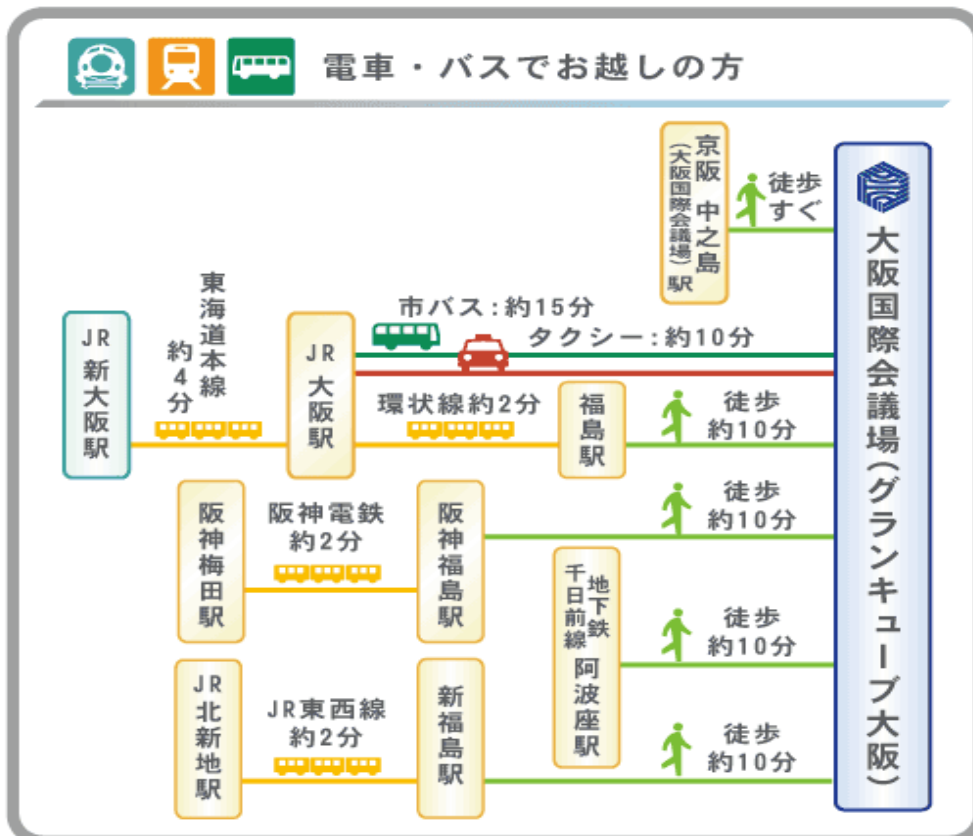 電車・バスでお越しの方
京阪 中之島
(大阪国際会議場)駅
徒歩
すぐ
東海道本線
約4分
JR 新大阪駅
JR 大阪駅
市バス:約15分
タクシー:約10分
環状線約2分
福島駅
徒歩
約10分
阪神梅田駅
阪神電鉄
約2分
阪神福島駅
徒歩
約10分
地下鉄
千日前線
阿波座駅
徒歩
約10分
JR北新地駅
JR東西線
約2分
新福島駅
徒歩
約10分
大阪国際会議場(グランキューブ大阪)